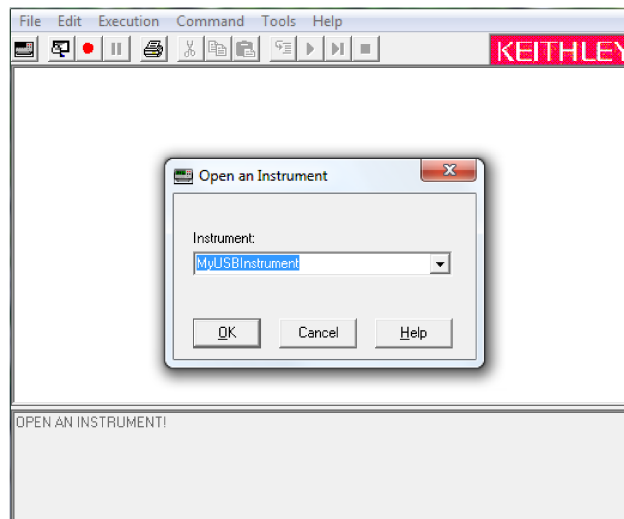 File Edit Execution Command Tools Help
KEITHLEY
Open an Instrument
Instrument:
MyUSBInstrument
OK Cancel Help
OPEN AN INSTRUMENT!